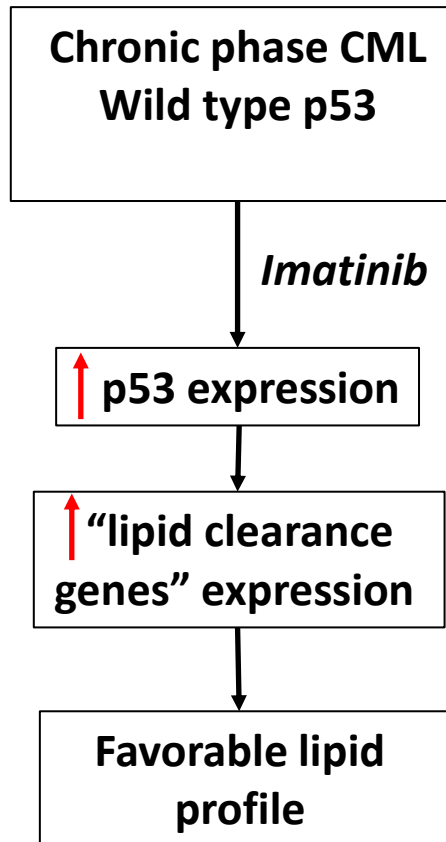 Chronic phase CML
Wild type p53
Imatinib
p53 expression
“lipid clearance
genes” expression
Favorable lipid
profile